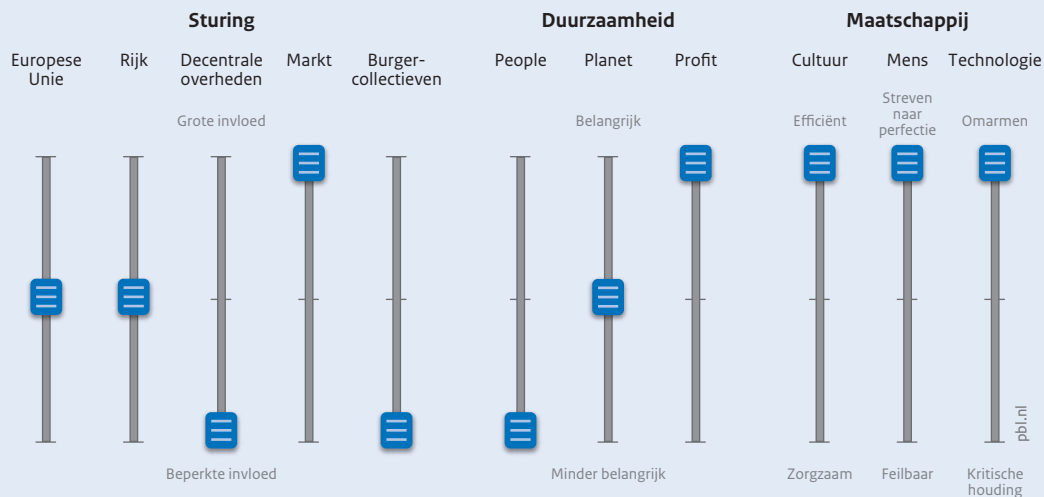 Sturing
Duurzaamheid
Maatschappij
Europese
Unie
Rijk
Decentrale
overheden
Markt
Burger-
collectieven
People
Planet
Profit
Cultuur
Mens
Technologie
Grote invloed
Belangrijk
Efficiënt
Streven
naar
perfectie
Omarmen
Beperkte invloed
Minder belangrijk
Zorgzaam
Feilbaar
Kritische
houding
pbl.nl